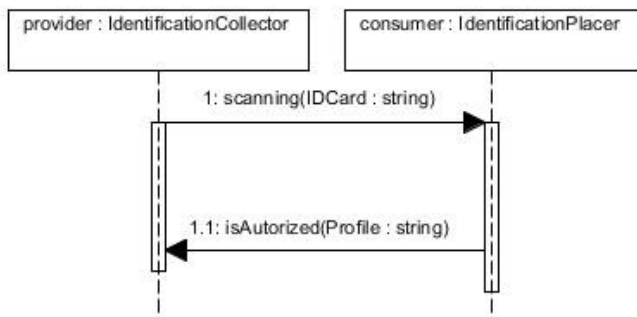 provider : IdentificationCollector
consumer : IdentificationPlacer
1: scanning(IDCard : string)
1.1: isAutorized(Profile : string)